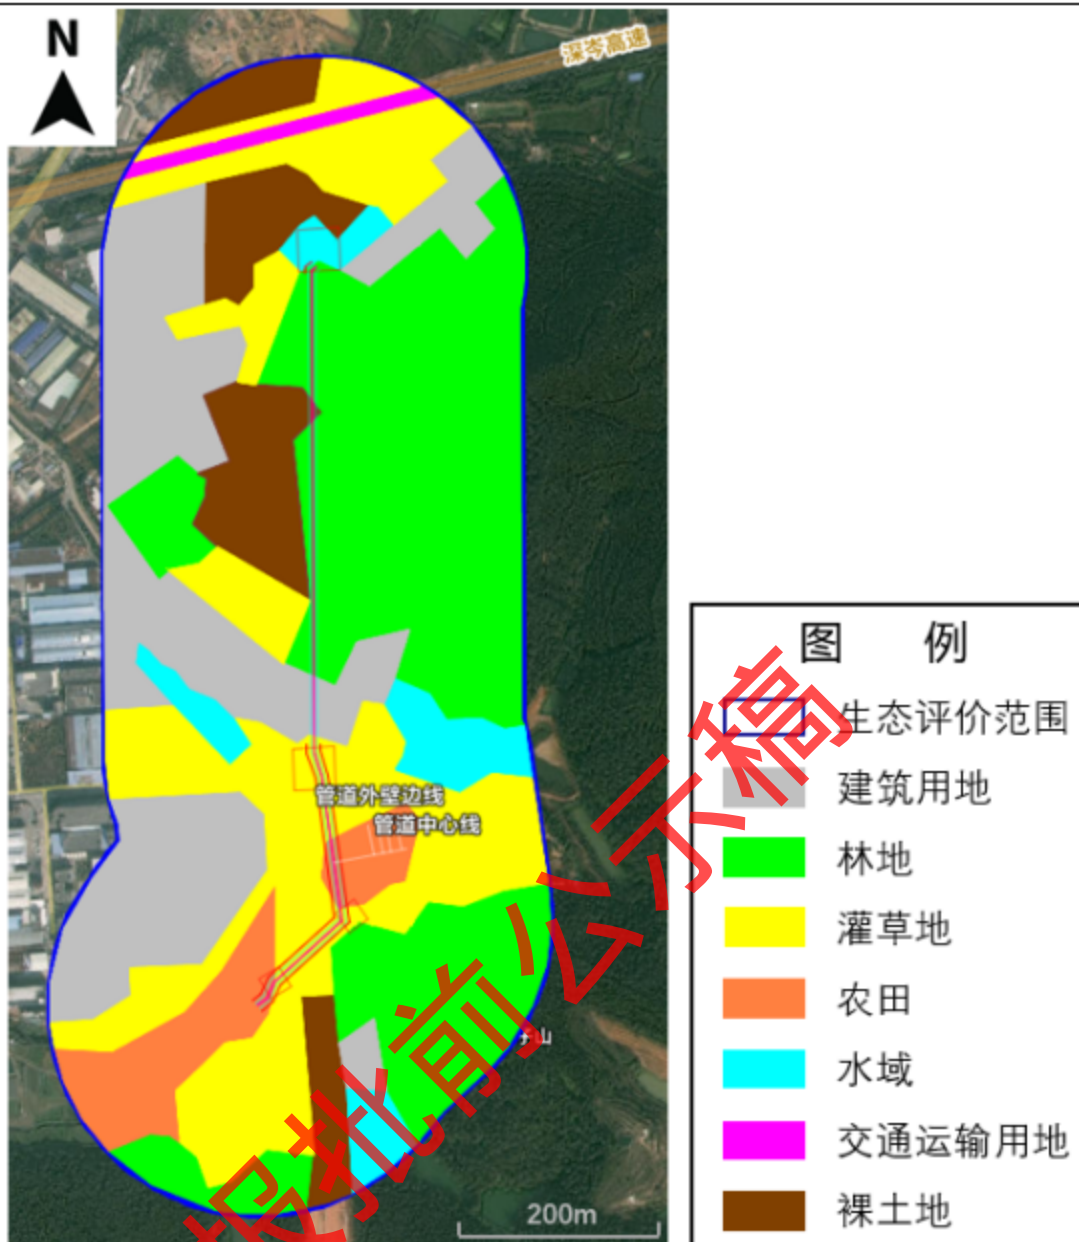 N
深岑高速
管道外壁边线
管道中心线
200m
图 例
生态评价范围
建筑用地
林地
灌草地
农田
水域
交通运输用地
裸土地
报批前公示稿